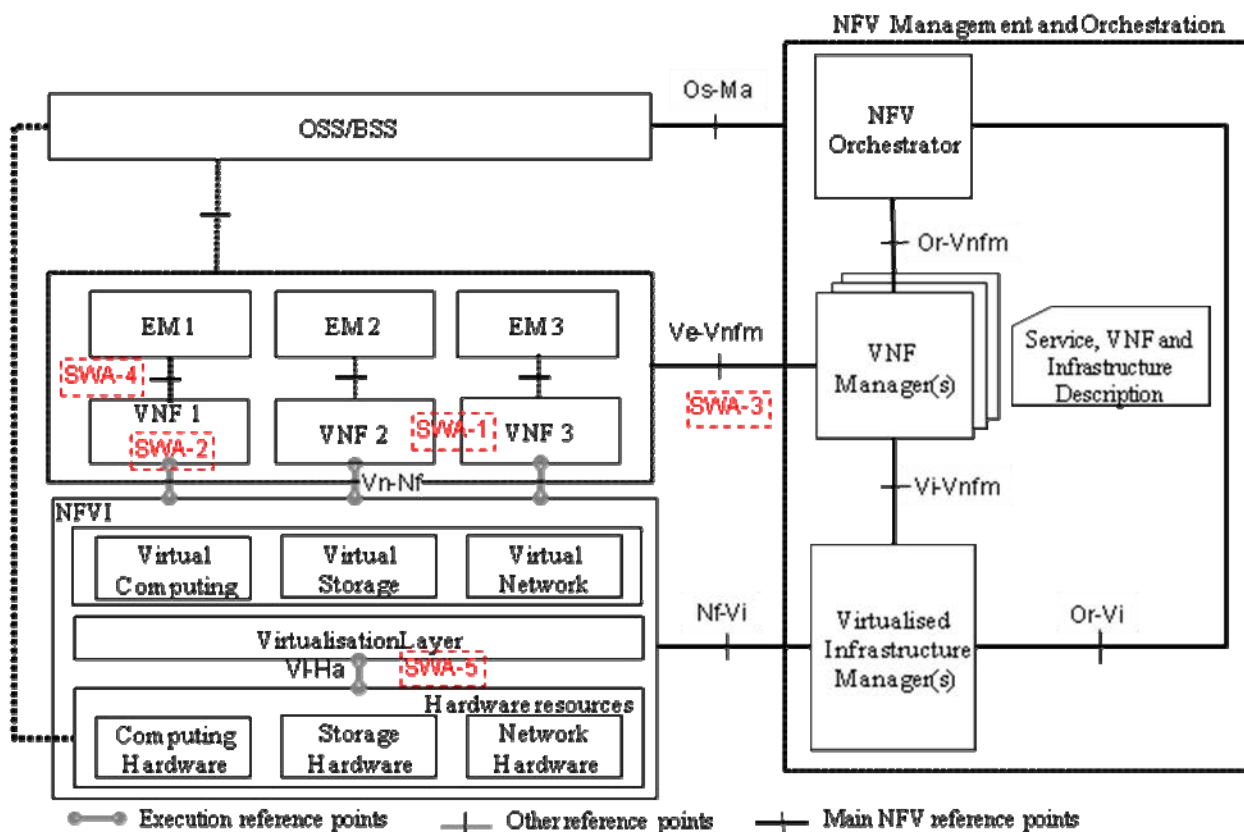 NFV Management and Orchestration
Os-Ma
OSS/BSS
NFV
Orchestrator
Or-Vnfm
EM 1
EM 2
EM 3
SWA-4
Ve-Vnfm
SWA-3
VNF
Manager(s)
Service, VNF and
Infrastructure
Description
VNF 1
VNF 2
SWA-1
VNF 3
SWA-2
Vn-Nf
Vi-Vnfm
NFVI
Virtual
Computing
Virtual
Storage
Virtual
Network
Nf-Vi
Or-Vi
Virtualised
Infrastructure
Manager(s)
VirtualisationLayer
Vl-Ha
SWA-5
Hardware resources
Computing
Hardware
Storage
Hardware
Network
Hardware
Execution reference points
Other reference points
Main NFV reference points